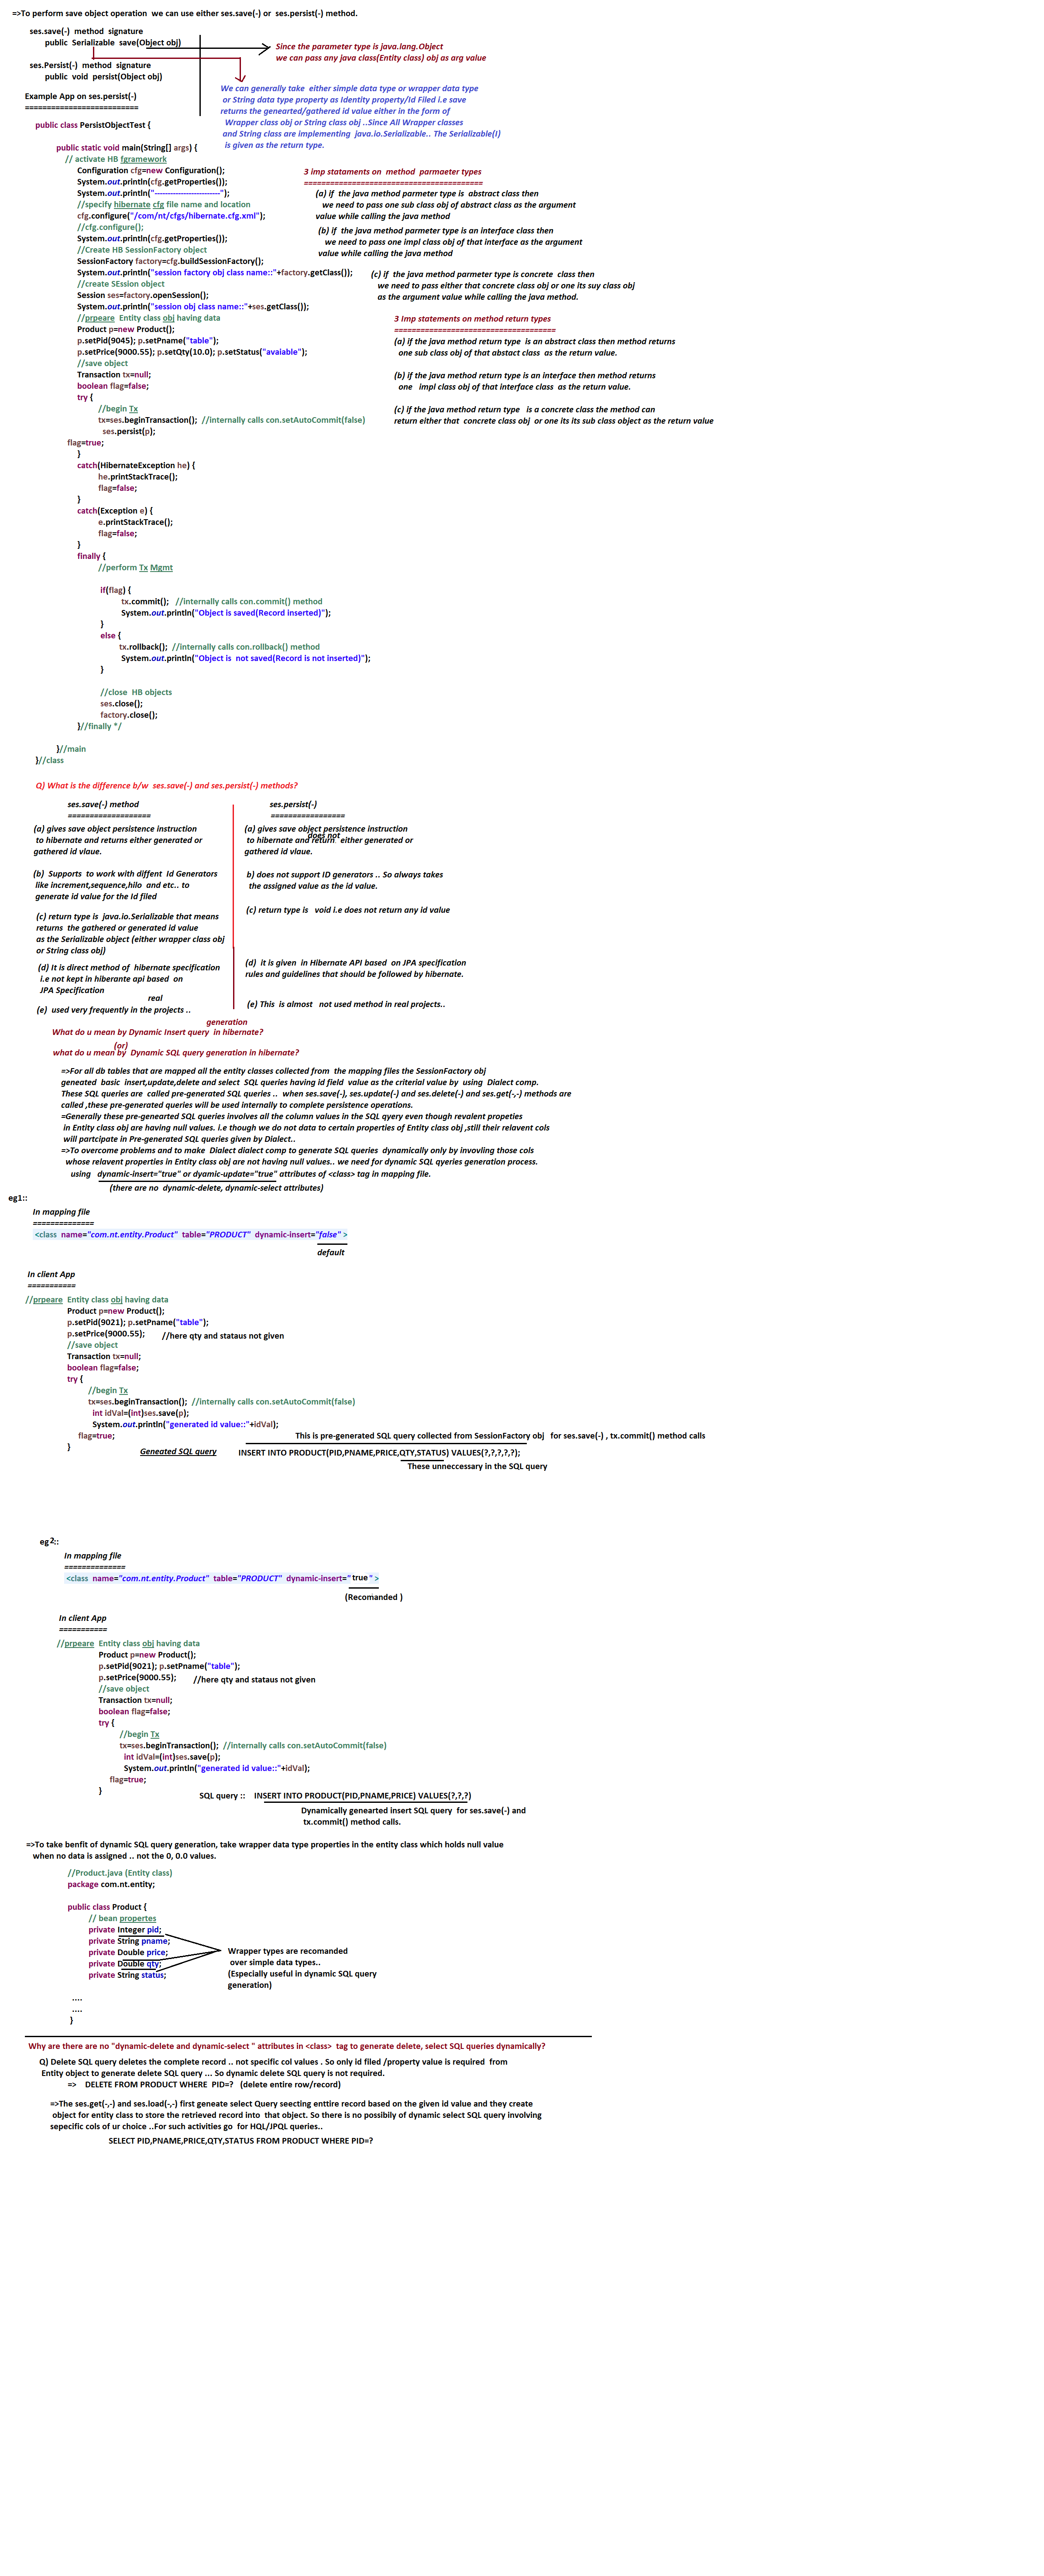 =>To perform save object operation  we can use either ses.save(-) or  ses.persist(-) method.
ses.save(-)  method  signature
public  Serializable  save(Object obj)
ses.Persist(-)  method  signature
public  void  persist(Object obj)
Since the parameter type is java.lang.Object
we can pass any java class(Entity class) obj as arg value
We can generally take  either simple data type or wrapper data type
or String data type property as Identity property/Id Filed i.e save
returns the genearted/gathered id value either in the form of
Wrapper class obj or String class obj ..Since All Wrapper classes
and String class are implementing  java.io.Serializable.. The Serializable(I)
is given as the return type.
Example App on ses.persist(-)
==========================
public class PersistObjectTest {
public static void main(String[] args) {
// activate HB fgramework
Configuration cfg=new Configuration();
System.out.println(cfg.getProperties());
System.out.println("-------------------------");
//specify hibernate cfg file name and location
cfg.configure("/com/nt/cfgs/hibernate.cfg.xml");
//cfg.configure();
System.out.println(cfg.getProperties());
//Create HB SessionFactory object
SessionFactory factory=cfg.buildSessionFactory();
System.out.println("session factory obj class name::"+factory.getClass());
//create SEssion object
Session ses=factory.openSession();
System.out.println("session obj class name::"+ses.getClass());
//prpeare  Entity class obj having data
Product p=new Product();
p.setPid(9045); p.setPname("table");
p.setPrice(9000.55); p.setQty(10.0); p.setStatus("avaiable");
//save object
Transaction tx=null;
boolean flag=false;
try {
//begin Tx
tx=ses.beginTransaction();  //internally calls con.setAutoCommit(false)
ses.persist(p);
flag=true;
}
catch(HibernateException he) {
he.printStackTrace();
flag=false;
}
catch(Exception e) {
e.printStackTrace();
flag=false;
}
finally {
//perform Tx Mgmt
if(flag) {
tx.commit();   //internally calls con.commit() method
System.out.println("Object is saved(Record inserted)");
}
else {
tx.rollback();  //internally calls con.rollback() method
System.out.println("Object is  not saved(Record is not inserted)");
}
//close  HB objects
ses.close();
factory.close();
}//finally */
}//main
}//class
3 imp stataments on  method  parmaeter types
=========================================
(a) if  the java method parmeter type is  abstract class then
we need to pass one sub class obj of abstract class as the argument
value while calling the java method
(b) if  the java method parmeter type is an interface class then
we need to pass one impl class obj of that interface as the argument
value while calling the java method
(c) if  the java method parmeter type is concrete  class then
we need to pass either that concrete class obj or one its suy class obj
as the argument value while calling the java method.
3 Imp statements on method return types
=====================================
(a) if the java method return type  is an abstract class then method returns
one sub class obj of that abstact class  as the return value.
(b) if the java method return type is an interface then method returns
one   impl class obj of that interface class  as the return value.
(c) if the java method return type   is a concrete class the method can
return either that  concrete class obj  or one its its sub class object as the return value
Q) What is the difference b/w  ses.save(-) and ses.persist(-) methods?
ses.save(-) method
===================
(a) gives save object persistence instruction
to hibernate and returns either generated or
gathered id vlaue.
(b)  Supports  to work with diffent  Id Generators
like increment,sequence,hilo  and etc.. to
generate id value for the Id filed
(c) return type is  java.io.Serializable that means
returns  the gathered or generated id value
as the Serializable object (either wrapper class obj
or String class obj)
(d) It is direct method of  hibernate specification
i.e not kept in hiberante api based  on
JPA Specification
real
(e)  used very frequently in the projects ..
ses.persist(-)
=================
(a) gives save object persistence instruction
does not
to hibernate and return  either generated or
gathered id vlaue.
b) does not support ID generators .. So always takes
the assigned value as the id value.
(c) return type is   void i.e does not return any id value
(d)  it is given  in Hibernate API based  on JPA specification
rules and guidelines that should be followed by hibernate.
(e) This  is almost   not used method in real projects..
generation
What do u mean by Dynamic Insert query  in hibernate?
(or)
what do u mean by  Dynamic SQL query generation in hibernate?
=>For all db tables that are mapped all the entity classes collected from  the mapping files the SessionFactory obj
geneated  basic  insert,update,delete and select  SQL queries having id field  value as the criterial value by  using  Dialect comp.
These SQL queries are  called pre-generated SQL queries ..  when ses.save(-), ses.update(-) and ses.delete(-) and ses.get(-,-) methods are
called ,these pre-generated queries will be used internally to complete persistence operations.
=Generally these pre-genearted SQL queries involves all the column values in the SQL qyery even though revalent propeties
in Entity class obj are having null values. i.e though we do not data to certain properties of Entity class obj ,still their relavent cols
will partcipate in Pre-generated SQL queries given by Dialect..
=>To overcome problems and to make  Dialect dialect comp to generate SQL queries  dynamically only by involving those cols
whose relavent properties in Entity class obj are not having null values.. we need for dynamic SQL qyeries generation process.
using   dynamic-insert="true" or dyamic-update="true" attributes of <class> tag in mapping file.
(there are no  dynamic-delete, dynamic-select attributes)
eg1::
In mapping file
==============
<class  name="com.nt.entity.Product"  table="PRODUCT"  dynamic-insert="false" >
default
In client App
===========
//prpeare  Entity class obj having data
Product p=new Product();
p.setPid(9021); p.setPname("table");
p.setPrice(9000.55);        //here qty and stataus not given
//save object
Transaction tx=null;
boolean flag=false;
try {
//begin Tx
tx=ses.beginTransaction();  //internally calls con.setAutoCommit(false)
int idVal=(int)ses.save(p);
System.out.println("generated id value::"+idVal);
flag=true;
}
This is pre-generated SQL query collected from SessionFactory obj   for ses.save(-) , tx.commit() method calls
Geneated SQL query          INSERT INTO PRODUCT(PID,PNAME,PRICE,QTY,STATUS) VALUES(?,?,?,?,?);
These unneccessary in the SQL query
eg2::
In mapping file
==============
<class  name="com.nt.entity.Product"  table="PRODUCT"  dynamic-insert="true" >
(Recomanded )
In client App
===========
//prpeare  Entity class obj having data
Product p=new Product();
p.setPid(9021); p.setPname("table");
p.setPrice(9000.55);        //here qty and stataus not given
//save object
Transaction tx=null;
boolean flag=false;
try {
//begin Tx
tx=ses.beginTransaction();  //internally calls con.setAutoCommit(false)
int idVal=(int)ses.save(p);
System.out.println("generated id value::"+idVal);
flag=true;
}
SQL query ::    INSERT INTO PRODUCT(PID,PNAME,PRICE) VALUES(?,?,?)
Dynamically genearted insert SQL query  for ses.save(-) and
tx.commit() method calls.
=>To take benfit of dynamic SQL query generation, take wrapper data type properties in the entity class which holds null value
when no data is assigned .. not the 0, 0.0 values.
//Product.java (Entity class)
package com.nt.entity;
public class Product {
// bean propertes
private Integer pid;
private String pname;
private Double price;
private Double qty;
private String status;
....
....
}
Wrapper types are recomanded
over simple data types..
(Especially useful in dynamic SQL query
generation)
Why are there are no "dynamic-delete and dynamic-select " attributes in <class>  tag to generate delete, select SQL queries dynamically?
Q) Delete SQL query deletes the complete record .. not specific col values . So only id filed /property value is required  from
Entity object to generate delete SQL query ... So dynamic delete SQL query is not required.
=>    DELETE FROM PRODUCT WHERE  PID=?   (delete entire row/record)
=>The ses.get(-,-) and ses.load(-,-) first geneate select Query seecting enttire record based on the given id value and they create
object for entity class to store the retrieved record into  that object. So there is no possibily of dynamic select SQL query involving
sepecific cols of ur choice ..For such activities go  for HQL/JPQL queries..
SELECT PID,PNAME,PRICE,QTY,STATUS FROM PRODUCT WHERE PID=?